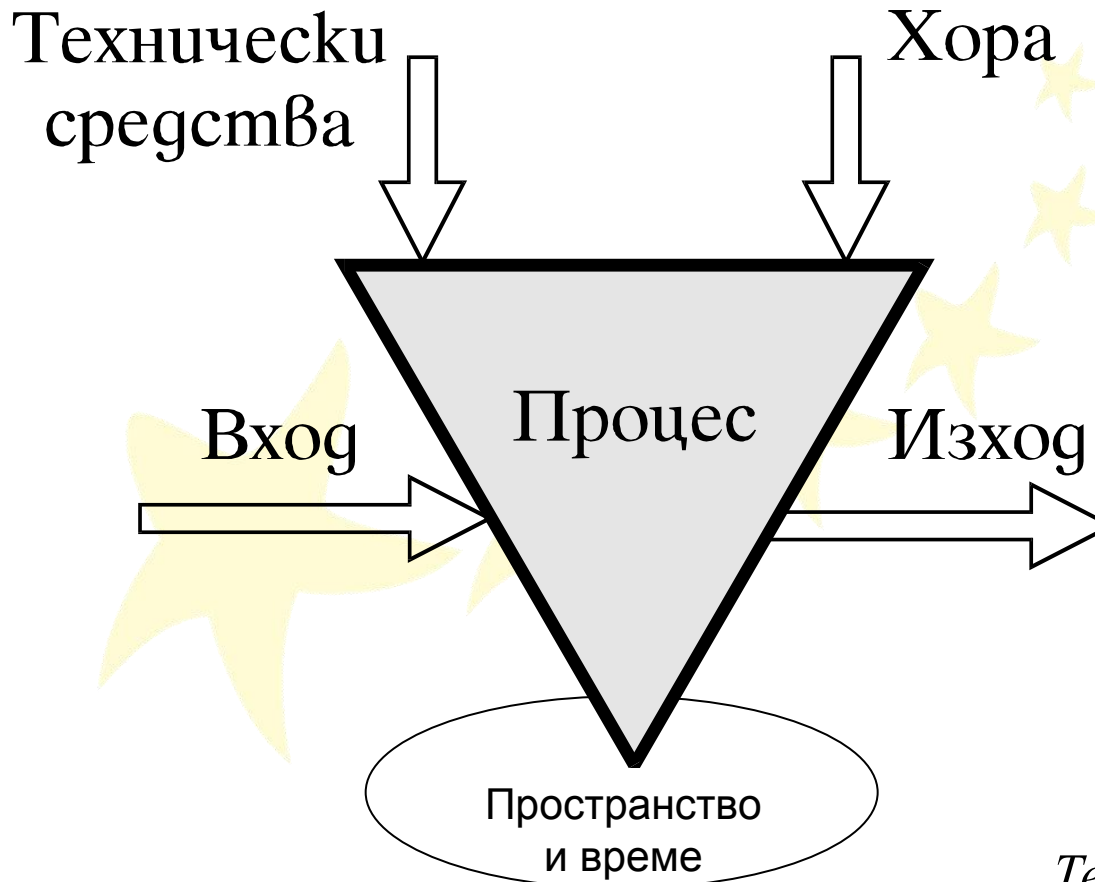 Технически
средства
Хора
Процес
Вход
Изход
Пространство
и време